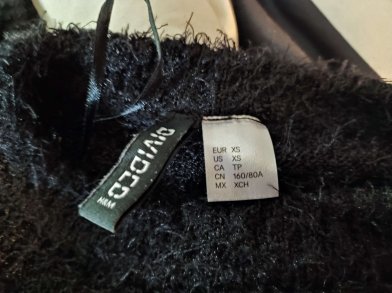 DIVIDED
H&M
EUR XS
US XS
CA TP
CN 160/80A
MX XCH